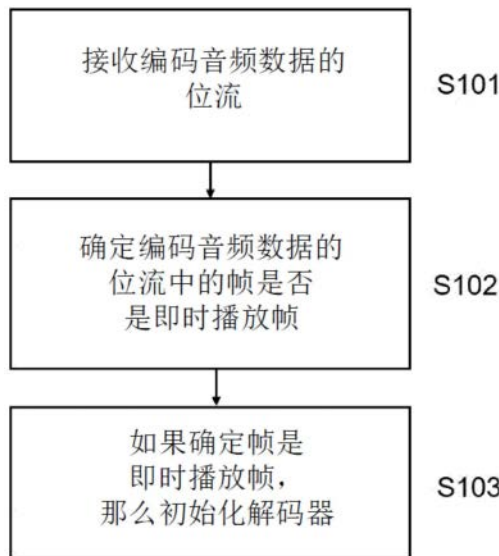 接收编码音频数据的
位流
S101
确定编码音频数据的
位流中的帧是否
是即时播放帧
S102
如果确定帧是
即时播放帧，
那么初始化解码器
S103